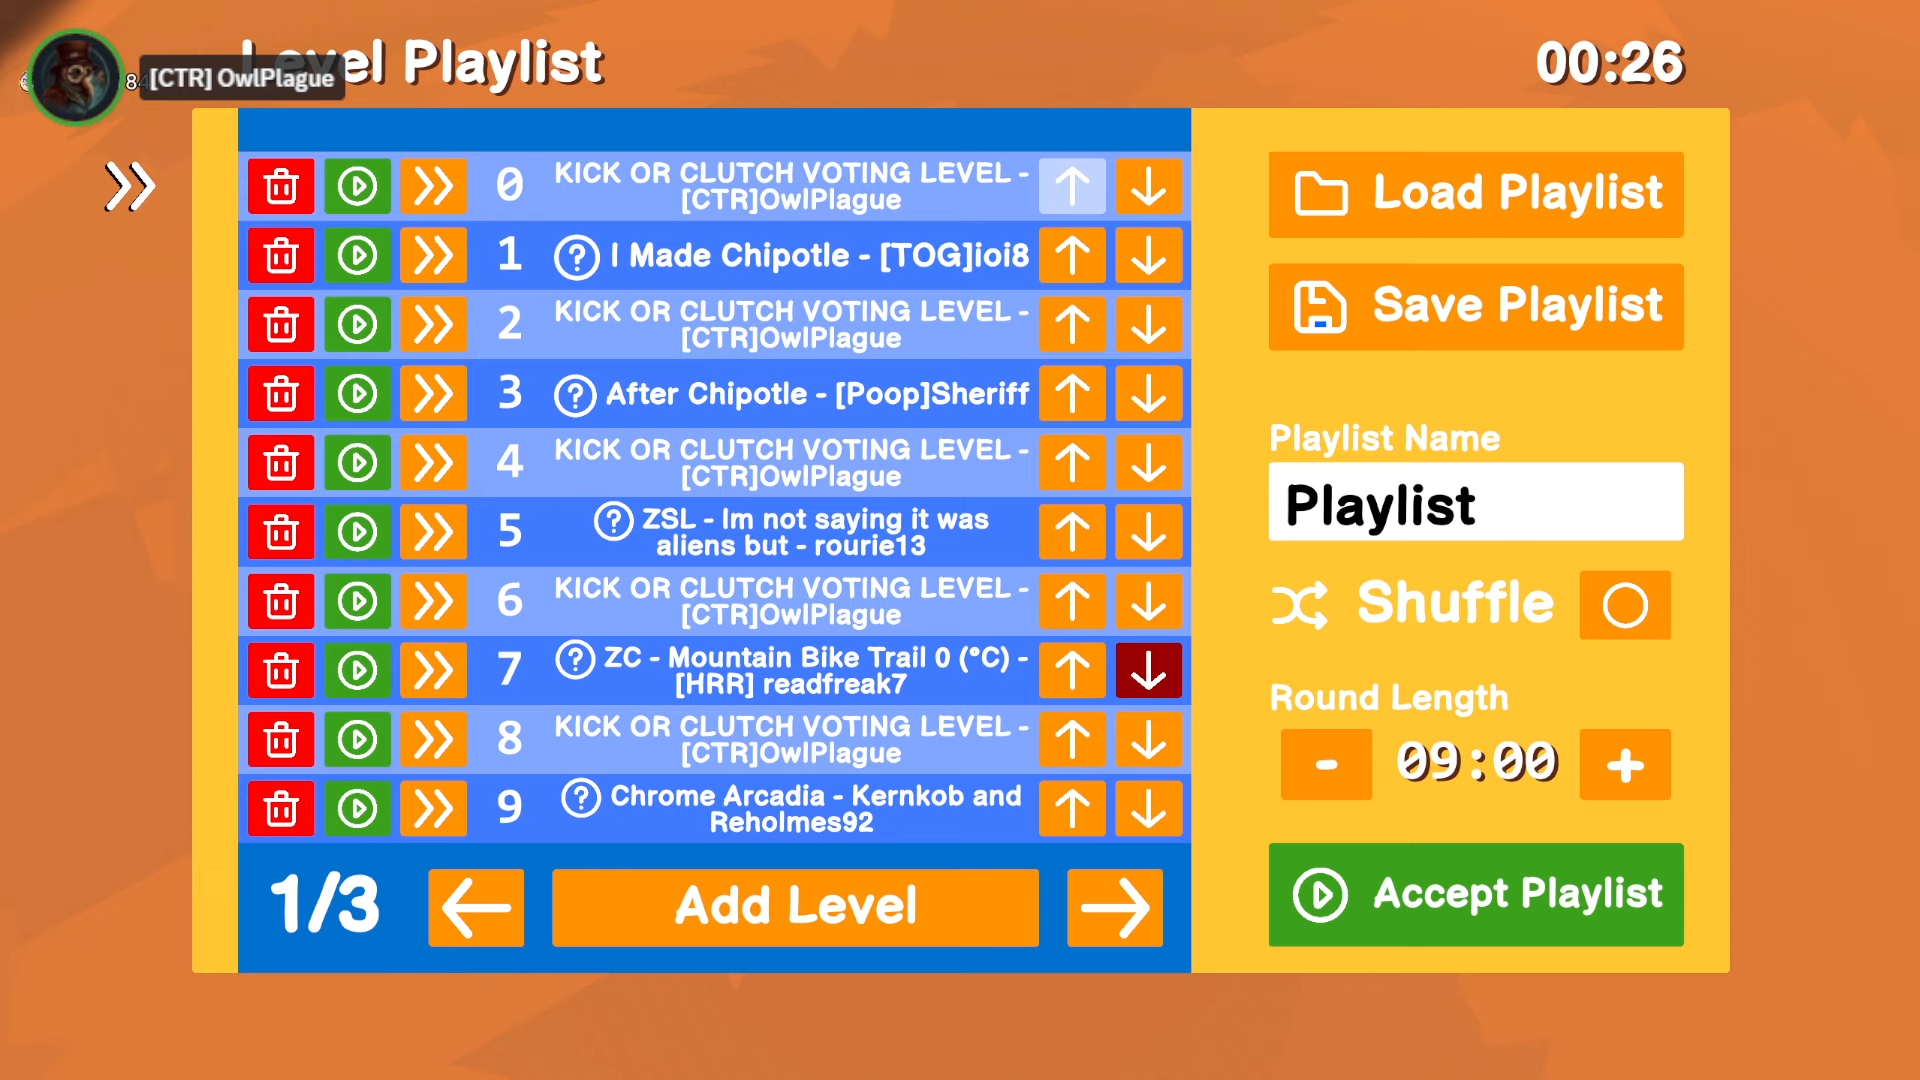 Level Playlist
[CTR] OwlPlague
00:26
0
KICK OR CLUTCH VOTING LEVEL -
[CTR]OwlPlague
1
I Made Chipotle - [TOG]ioi8
2
KICK OR CLUTCH VOTING LEVEL -
[CTR]OwlPlague
3
After Chipotle - [Poop]Sheriff
4
KICK OR CLUTCH VOTING LEVEL -
[CTR]OwlPlague
5
ZSL - Im not saying it was
aliens but - rourie13
6
KICK OR CLUTCH VOTING LEVEL -
[CTR]OwlPlague
7
ZC - Mountain Bike Trail 0 (°C) -
[HRR] readfreak7
8
KICK OR CLUTCH VOTING LEVEL -
[CTR]OwlPlague
9
Chrome Arcadia - Kernkob and
Reholmes92
1/3
Add Level
Load Playlist
Save Playlist
Playlist Name
Playlist
Shuffle
Round Length
- 09:00 +
Accept Playlist